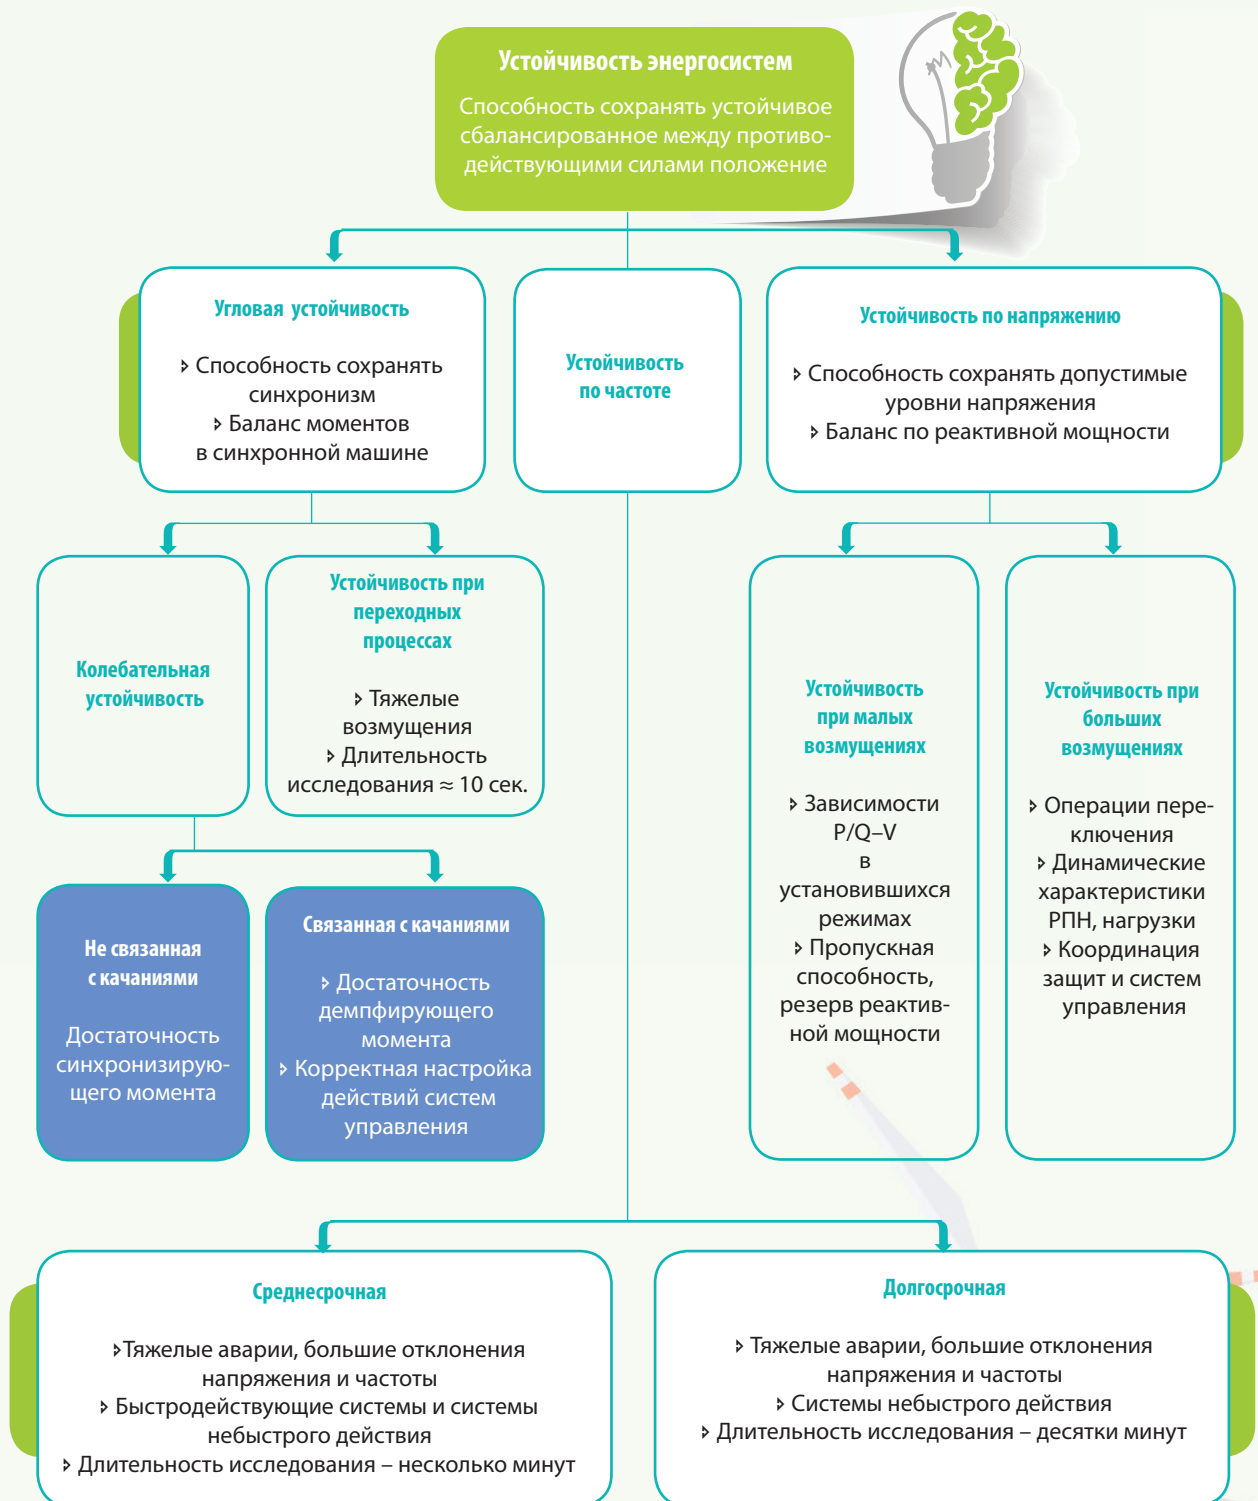 Устойчивость энергосистем
Способность сохранять устойчивое
сбалансированное между противо-
действующими силами положение
Угловая устойчивость
▹ Способность сохранять
синхронизм
▹ Баланс моментов
в синхронной машине
Устойчивость
по частоте
Устойчивость по напряжению
▹ Способность сохранять допустимые
уровни напряжения
▹ Баланс по реактивной мощности
Колебательная
устойчивость
Устойчивость при
переходных
процессах
▹ Тяжелые
возмущения
▹ Длительность
исследования ≈ 10 сек.
Устойчивость
при малых
возмущениях
▹ Зависимости
P/Q–V
в
установившихся
режимах
▹ Пропускная
способность,
резерв реактив-
ной мощности
Устойчивость при
больших
возмущениях
▹ Операции пере-
ключения
▹ Динамические
характеристики
РПН, нагрузки
▹ Координация
защит и систем
управления
Не связанная
с качаниями
Достаточность
синхронизирую-
щего момента
Связанная с качаниями
▹ Достаточность
демпфирующего
момента
▹ Корректная настройка
действий систем
управления
Среднесрочная
▹Тяжелые аварии, большие отклонения
напряжения и частоты
▹ Быстродействующие системы и системы
небыстрого действия
▹ Длительность исследования – несколько минут
Долгосрочная
▹ Тяжелые аварии, большие отклонения
напряжения и частоты
▹ Системы небыстрого действия
▹ Длительность исследования – десятки минут